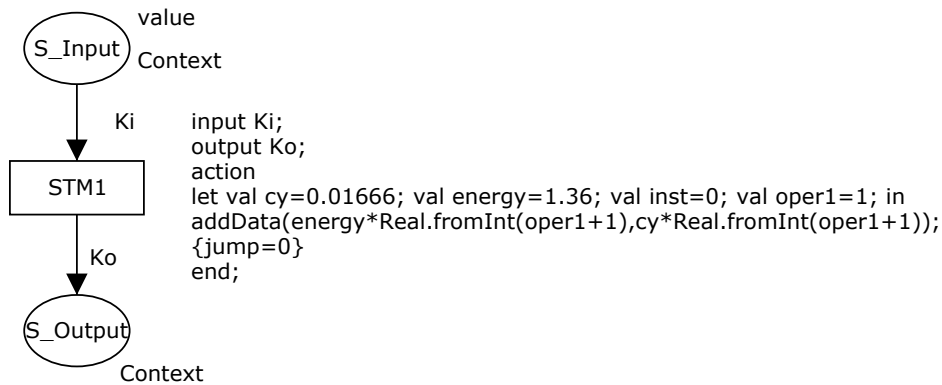 value
S_Input
Context
Ki
input Ki;
output Ko;
action
let val cy=0.01666; val energy=1.36; val inst=0; val oper1=1; in
addData(energy*Real.fromInt(oper1+1),cy*Real.fromInt(oper1+1));
{jump=0}
end;
STM1
Ko
S_Output
Context